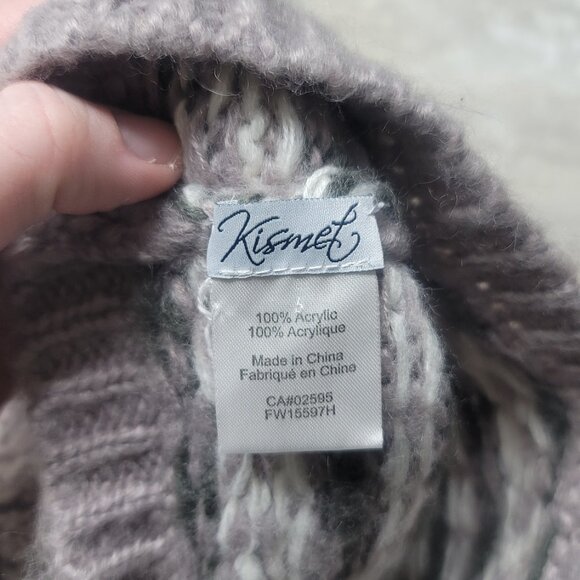 Kismet
100% Acrylic
100% Acrylique
Made in China
Fabriqué en Chine
CA#02595
FW15597H